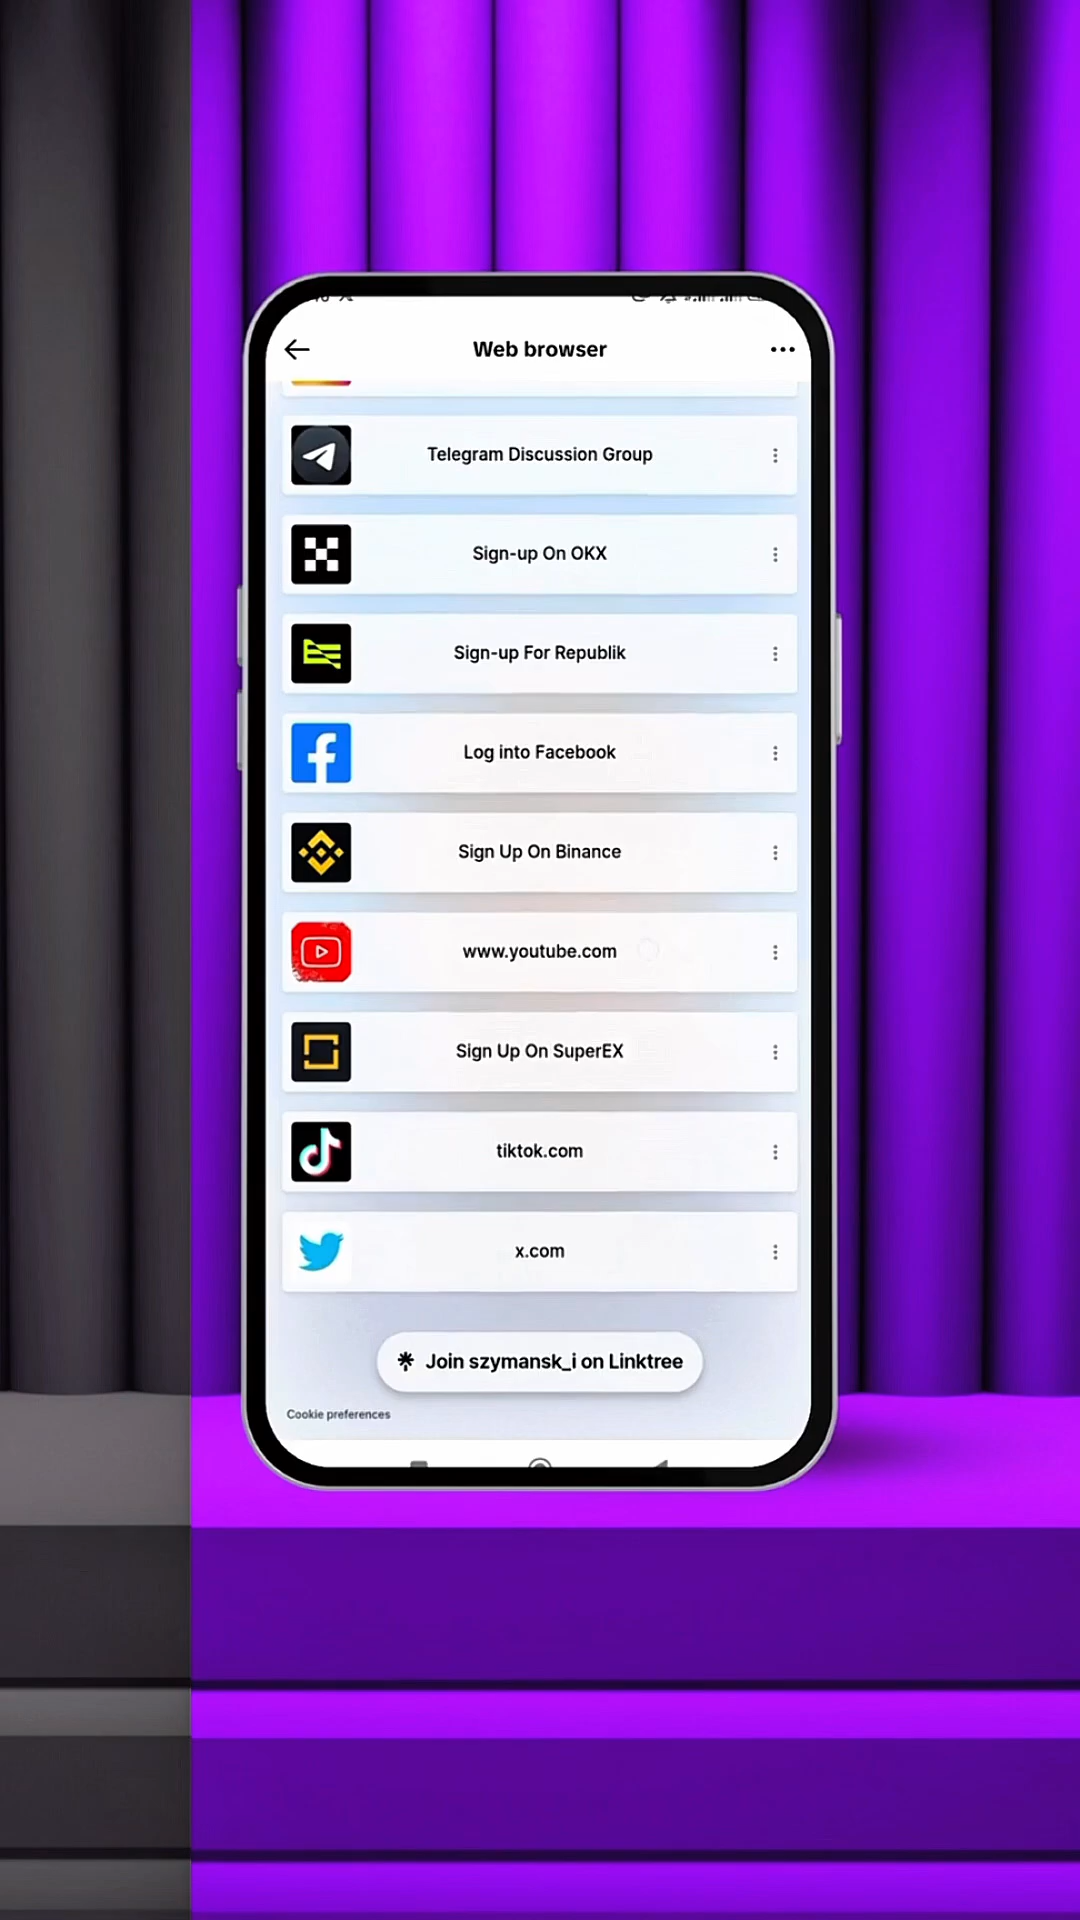 Web browser
Telegram Discussion Group
Sign-up On OKX
Sign-up For Republik
Log into Facebook
Sign Up On Binance
www.youtube.com
Sign Up On SuperEX
tiktok.com
x.com
Join szymansk_i on Linktree
Cookie preferences